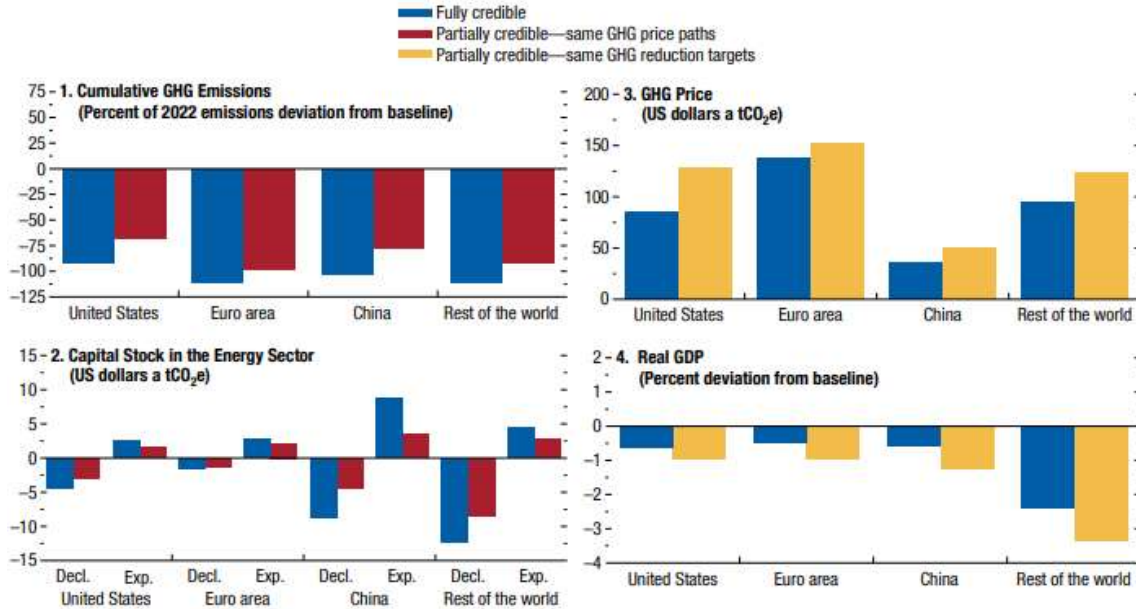 Fully credible
Partially credible—same GHG price paths
Partially credible—same GHG reduction targets
1. Cumulative GHG Emissions
(Percent of 2022 emissions deviation from baseline)
75
50
25
0
−25
−50
−75
−100
−125
United States Euro area China Rest of the world
3. GHG Price
(US dollars a tCO₂e)
200
150
100
50
0
United States Euro area China Rest of the world
2. Capital Stock in the Energy Sector
(US dollars a tCO₂e)
15
10
5
0
−5
−10
−15
Decl. Exp. Decl. Exp. Decl. Exp. Decl. Exp.
United States Euro area China Rest of the world
4. Real GDP
(Percent deviation from baseline)
2
1
0
−1
−2
−3
−4
United States Euro area China Rest of the world